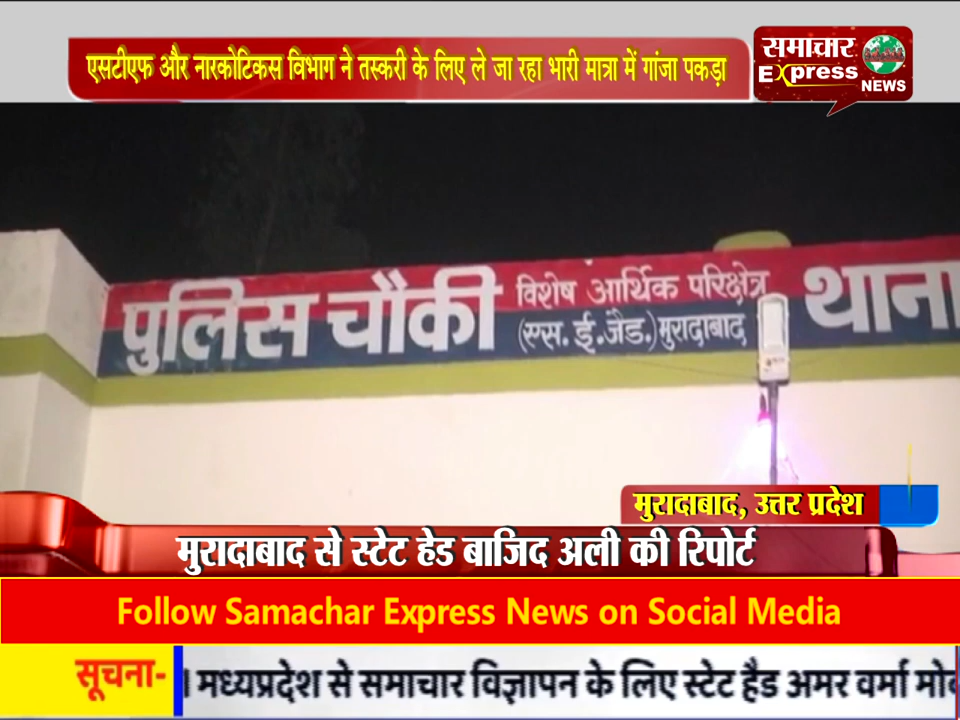 एसटीएफ और नारकोटिकस विभाग ने तस्करी के लिए ले जा रहा भारी मात्रा में गांजा पकड़ा
समाचार
Express
NEWS
पुलिस चौकी
विशेष आर्थिक परिक्षेत्र
(एस.ई.जैड.)मुरादाबाद
थाना
मुरादाबाद, उत्तर प्रदेश
मुरादाबाद से स्टेट हेड बाजिद अली की रिपोर्ट
Follow Samachar Express News on Social Media
सूचना-
। मध्यप्रदेश से समाचार विज्ञापन के लिए स्टेट हैड अमर वर्मा